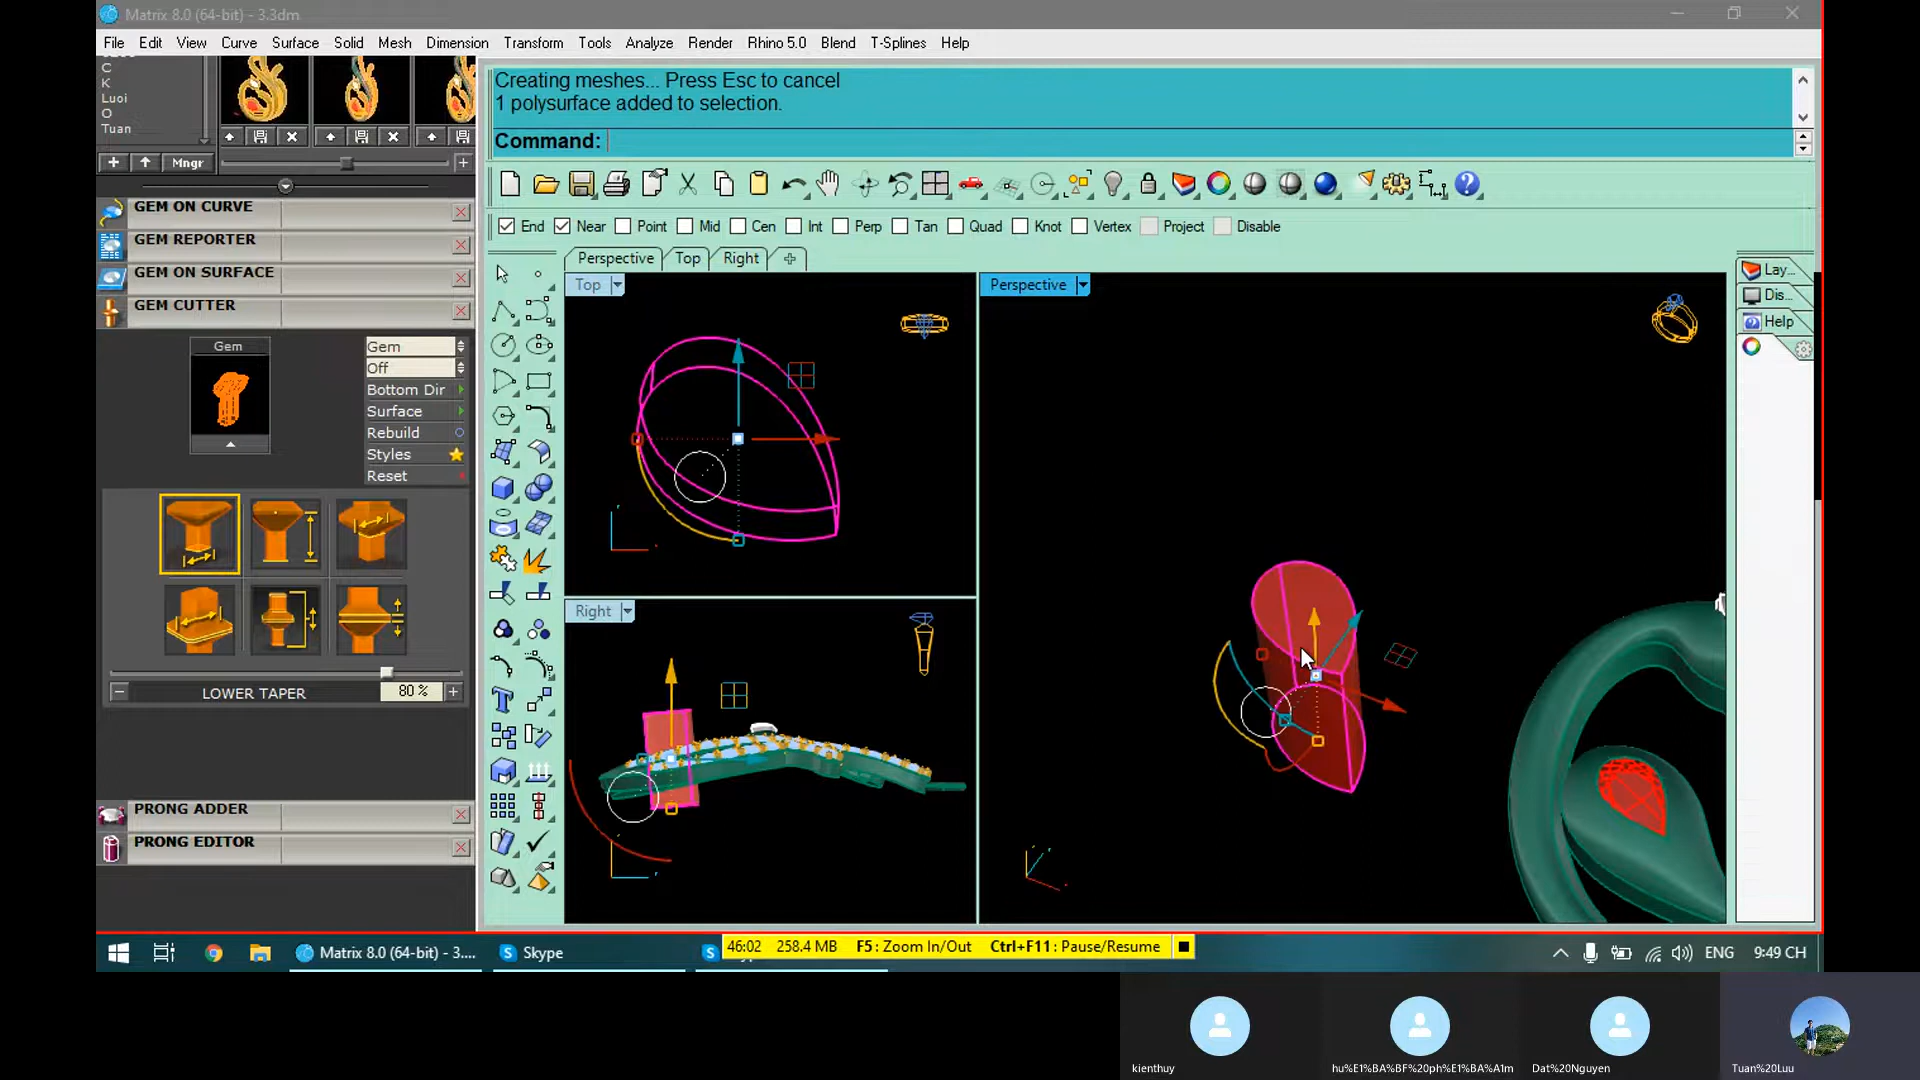 Matrix 8.0 (64-bit) - 3.3dm
File Edit View Curve Surface Solid Mesh Dimension Transform Tools Analyze Render Rhino 5.0 Blend T-Splines Help
C
K
Luoi
O
Tuan
Mngr
Creating meshes... Press Esc to cancel
1 polysurface added to selection.
Command:
End Near Point Mid Cen Int Perp Tan Quad Knot Vertex Project Disable
Perspective Top Right
GEM ON CURVE
GEM REPORTER
GEM ON SURFACE
GEM CUTTER
Gem
Gem
Off
Bottom Dir
Surface
Rebuild
Styles
Reset
LOWER TAPER 80 %
PRONG ADDER
PRONG EDITOR
Top
Perspective
Right
Lay...
Dis...
Help
Matrix 8.0 (64-bit) - 3....
Skype
46:02 258.4 MB F5: Zoom In/Out Ctrl+F11: Pause/Resume
ENG
9:49 CH
kienthuy
hu%E1%BA%BF%20ph%E1%BA%A1m
Dat%20Nguyen
Tuan%20Luu